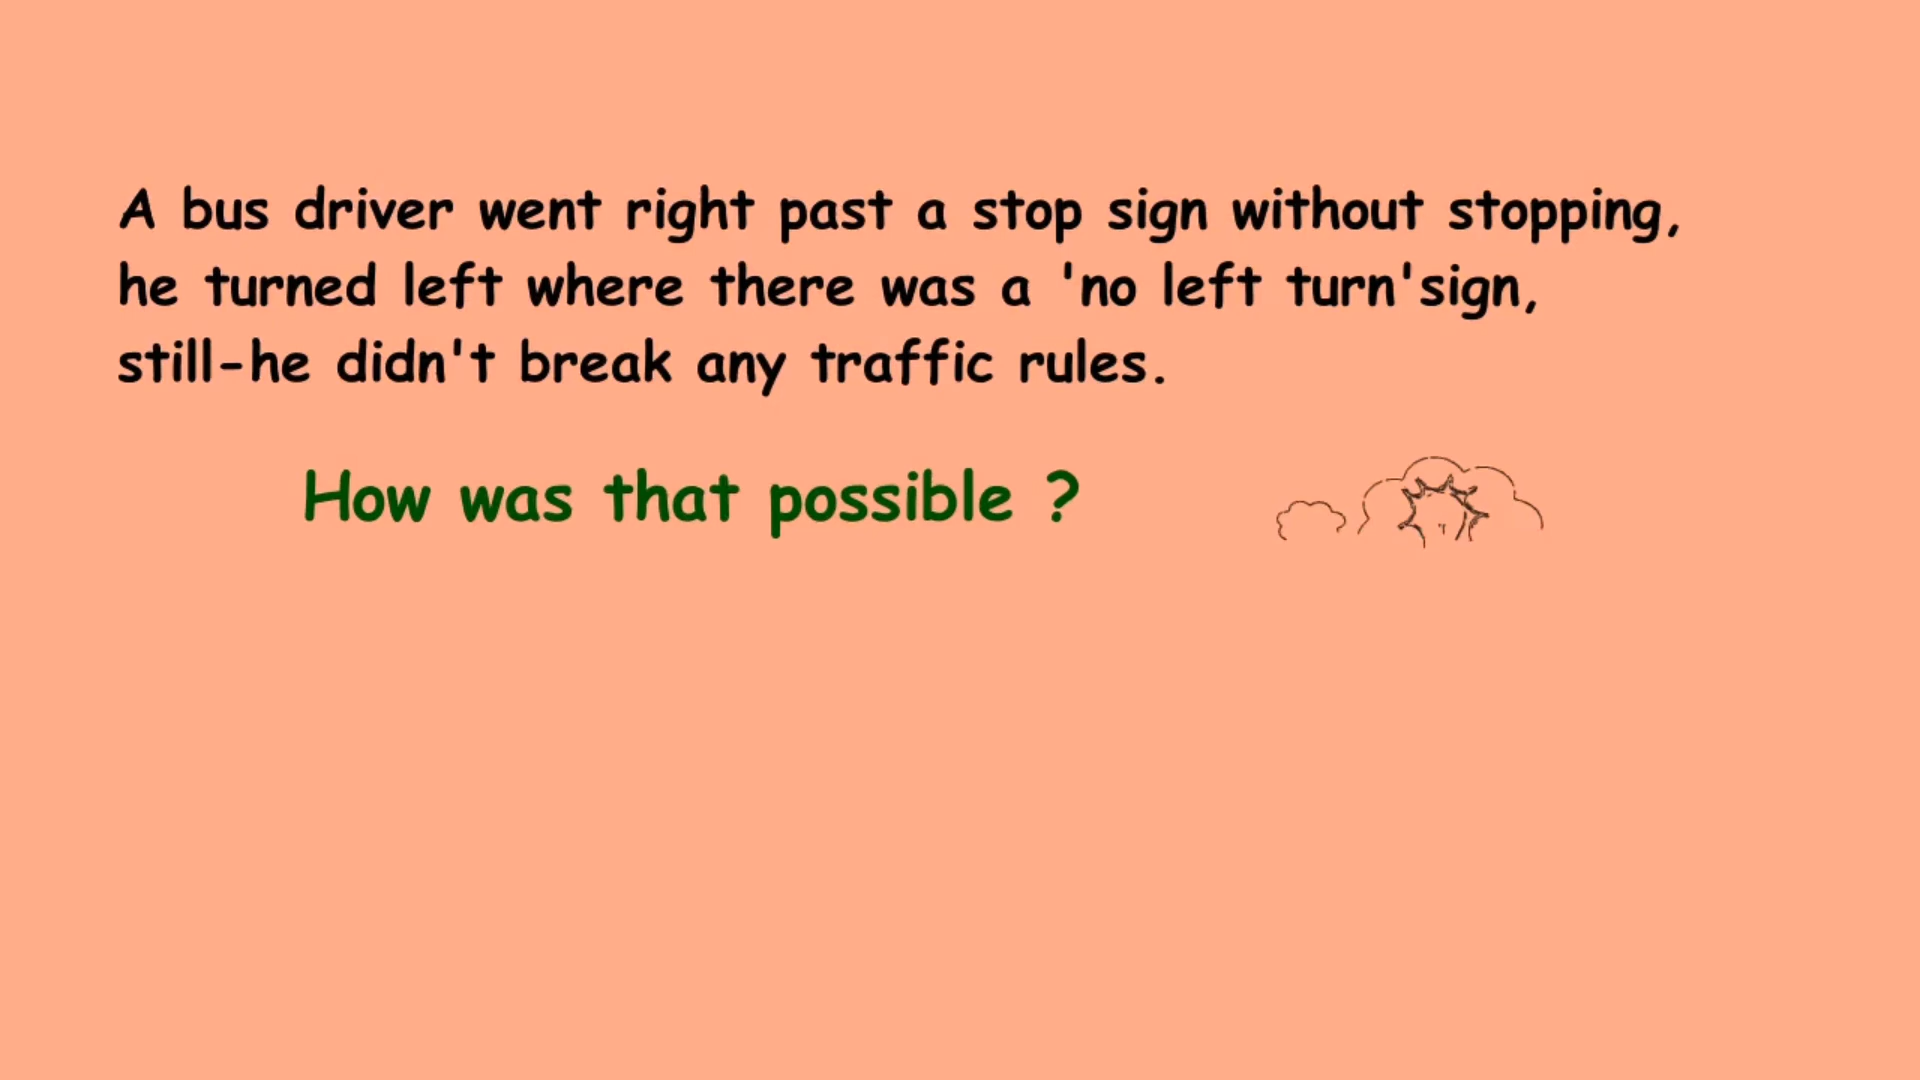 A bus driver went right past a stop sign without stopping,
he turned left where there was a 'no left turn'sign,
still-he didn't break any traffic rules.
How was that possible ?